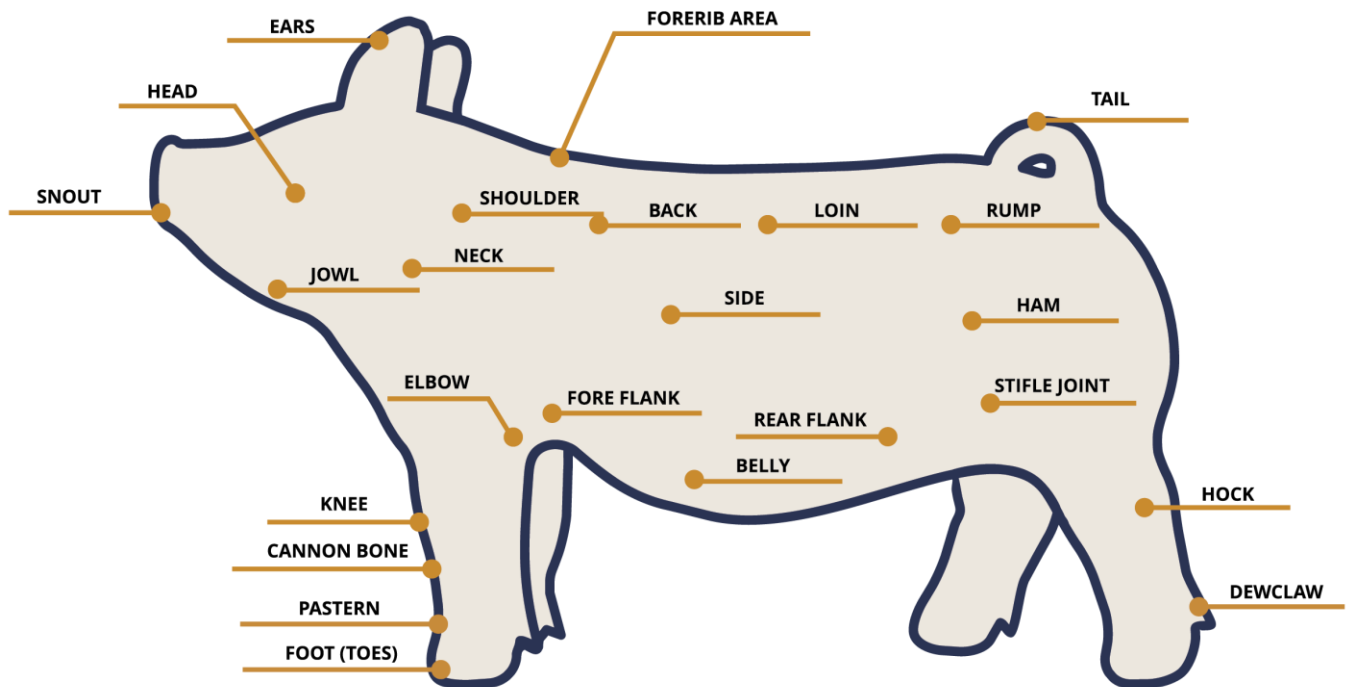 FORERIB AREA
EARS
HEAD
TAIL
SNOUT
SHOULDER
BACK
LOIN
RUMP
NECK
JOWL
SIDE
HAM
ELBOW
FORE FLANK
STIFLE JOINT
REAR FLANK
BELLY
KNEE
HOCK
CANNON BONE
DEWCLAW
PASTERN
FOOT (TOES)